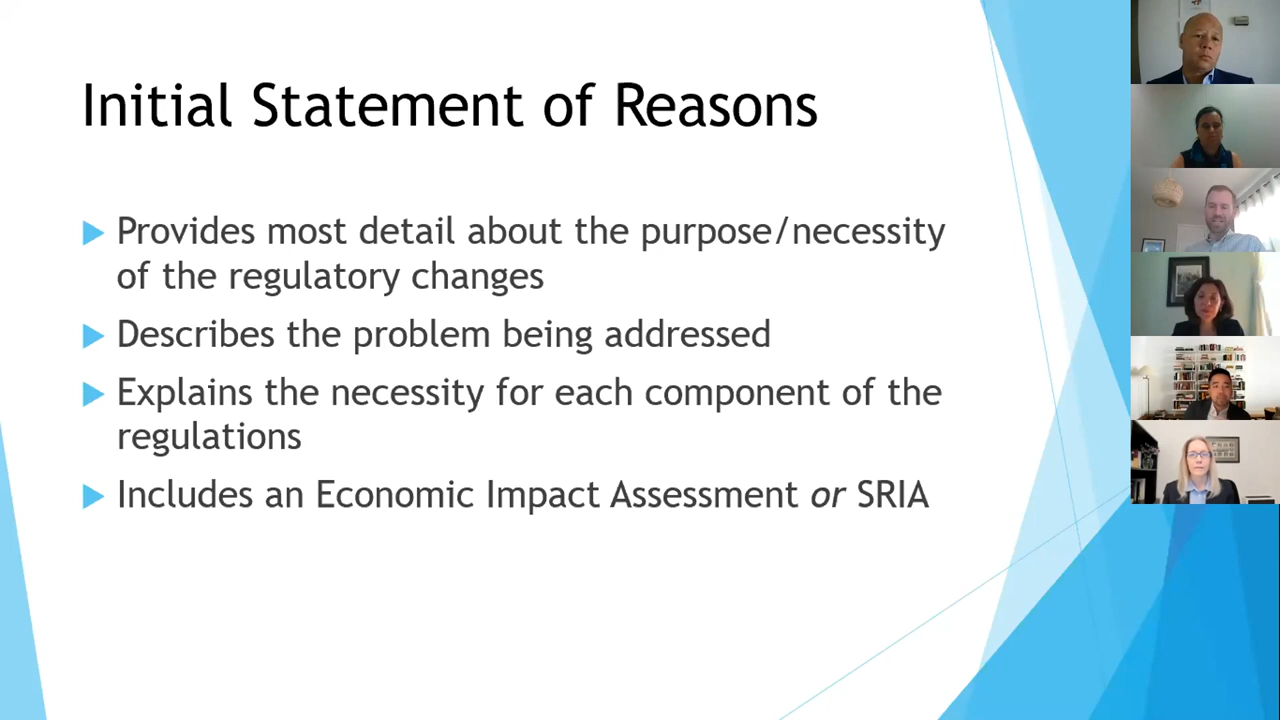 Initial Statement of Reasons
Provides most detail about the purpose/necessity
of the regulatory changes
Describes the problem being addressed
Explains the necessity for each component of the
regulations
Includes an Economic Impact Assessment or SRIA